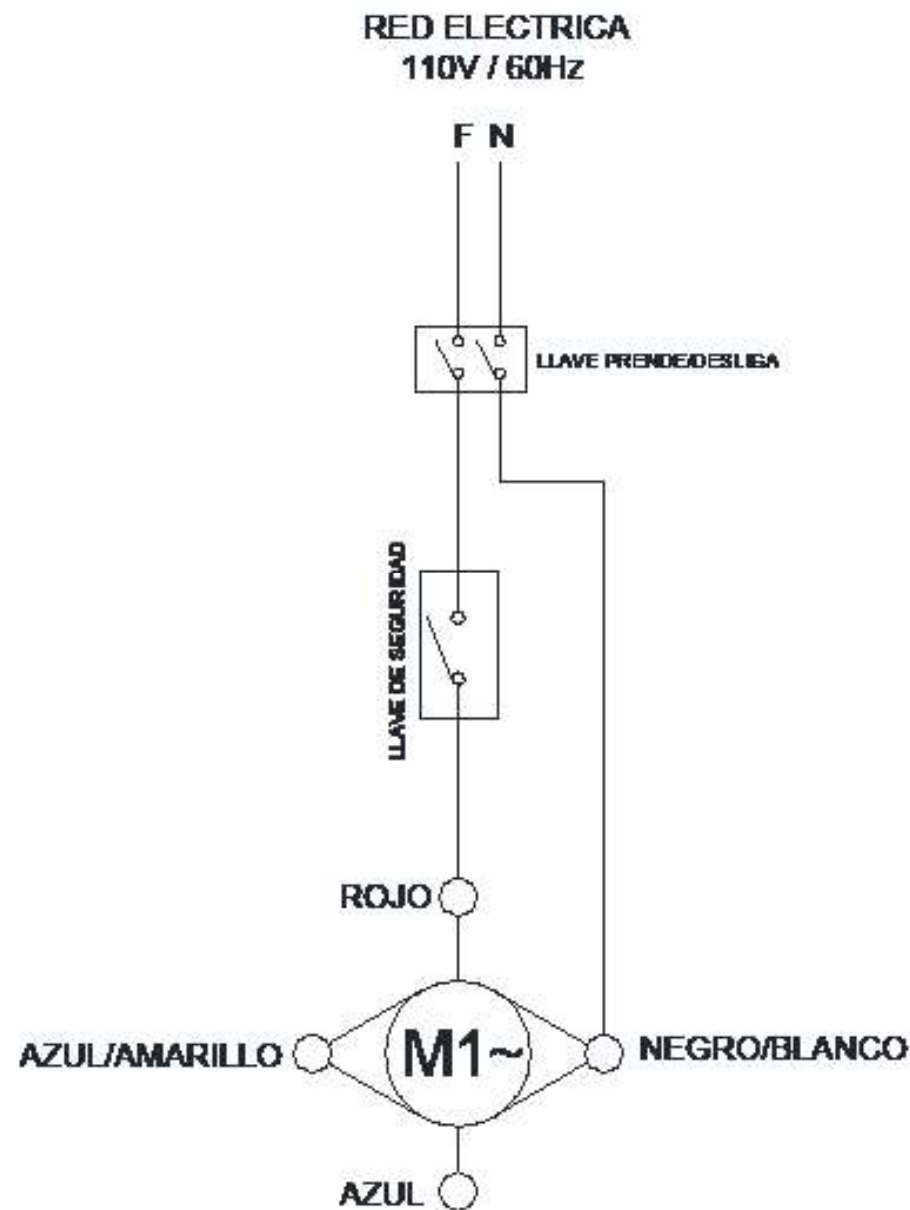 RED ELECTRICA
110V / 60Hz
F N
LLAVE PRENDE/DESLIGA
LLAVE DE SEGURIDAD
ROJO
AZUL/AMARILLO
M1~
NEGRO/BLANCO
AZUL